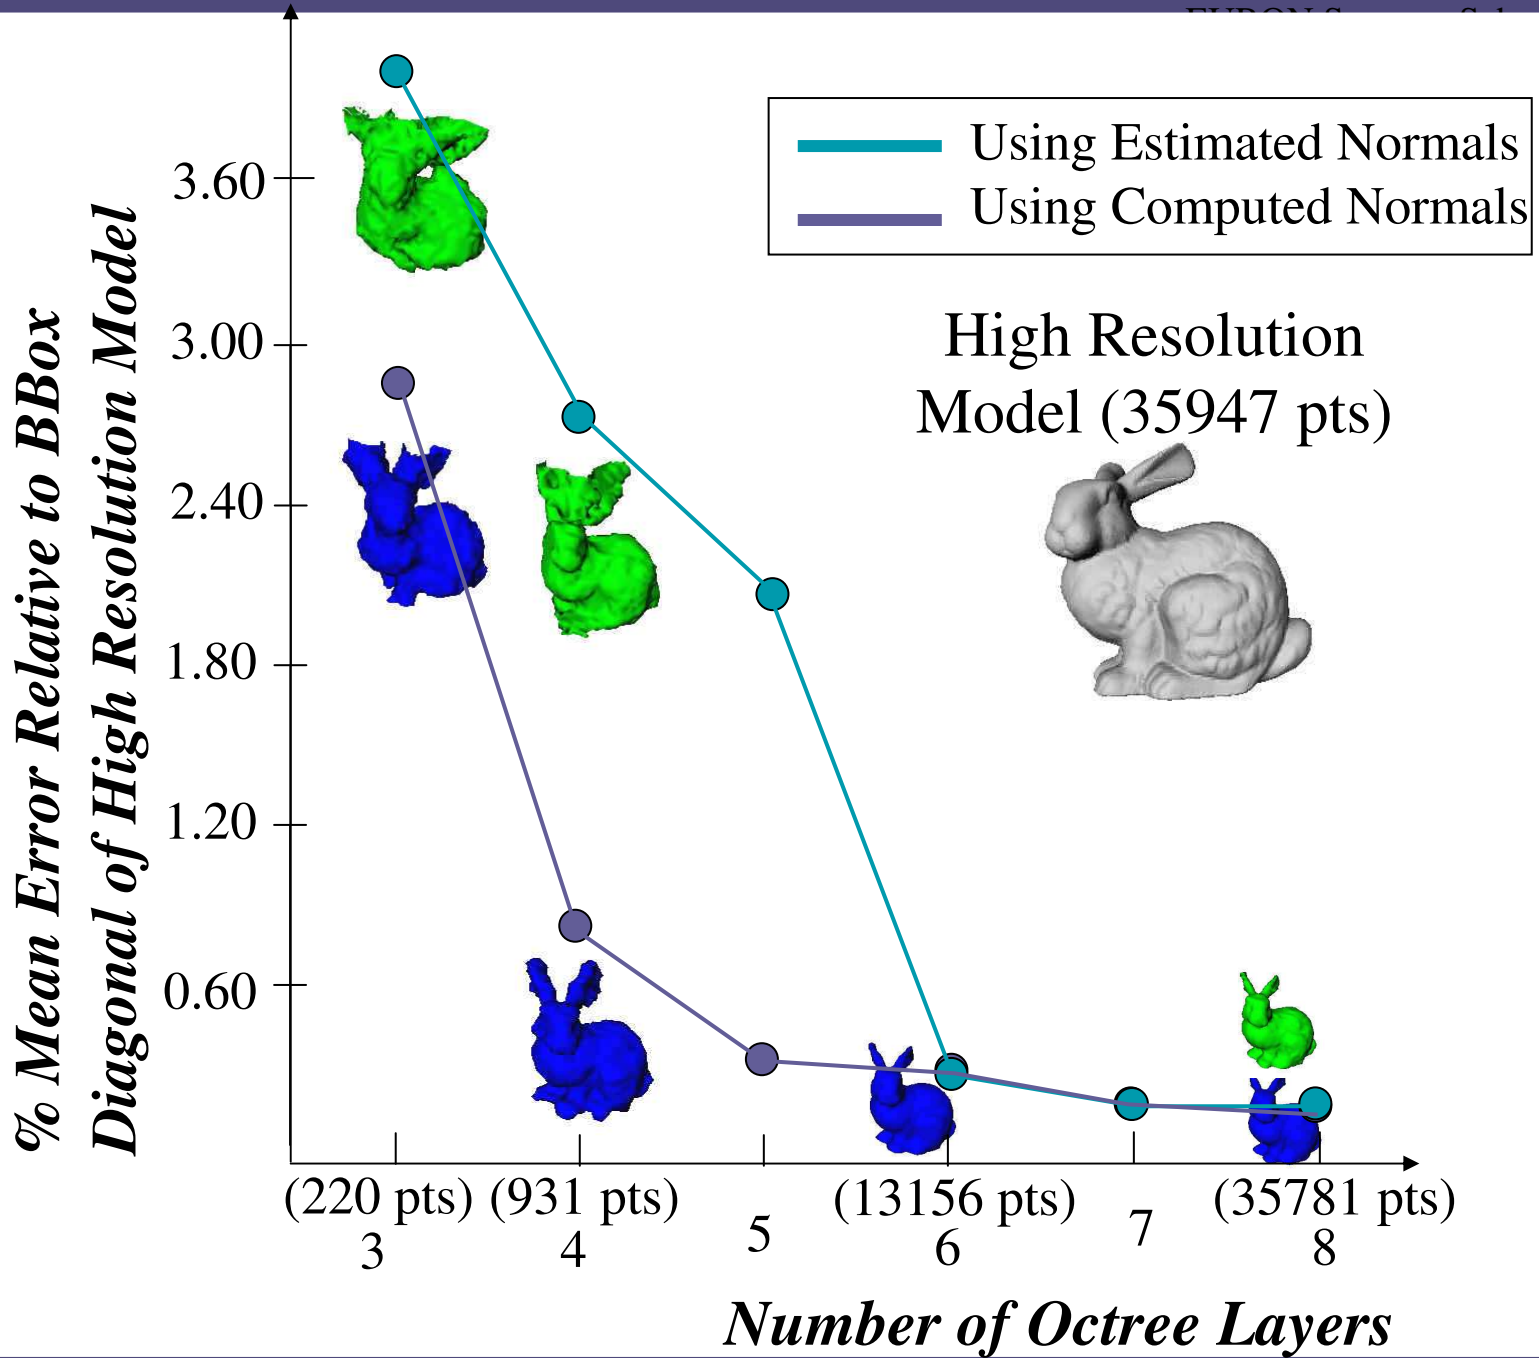 Using Estimated Normals
Using Computed Normals
High Resolution
Model (35947 pts)
% Mean Error Relative to BBox
Diagonal of High Resolution Model
3.60
3.00
2.40
1.80
1.20
0.60
(220 pts) (931 pts) (13156 pts) (35781 pts)
3 4 5 6 7 8
Number of Octree Layers